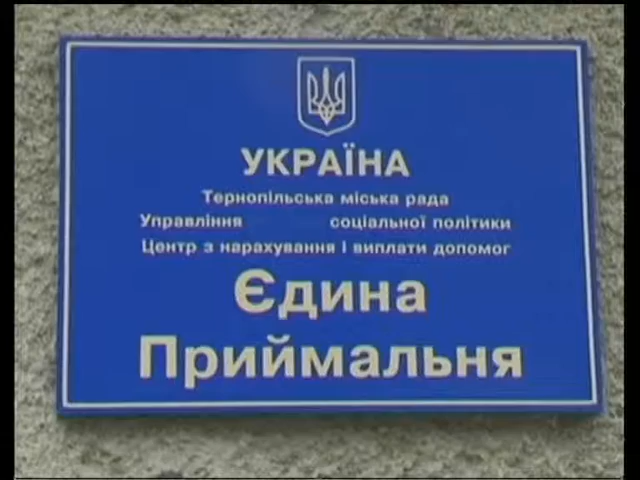 УКРАЇНА
Тернопільська міська рада
Управління соціальної політики
Центр з нарахування і виплати допомог
Єдина
Приймальня